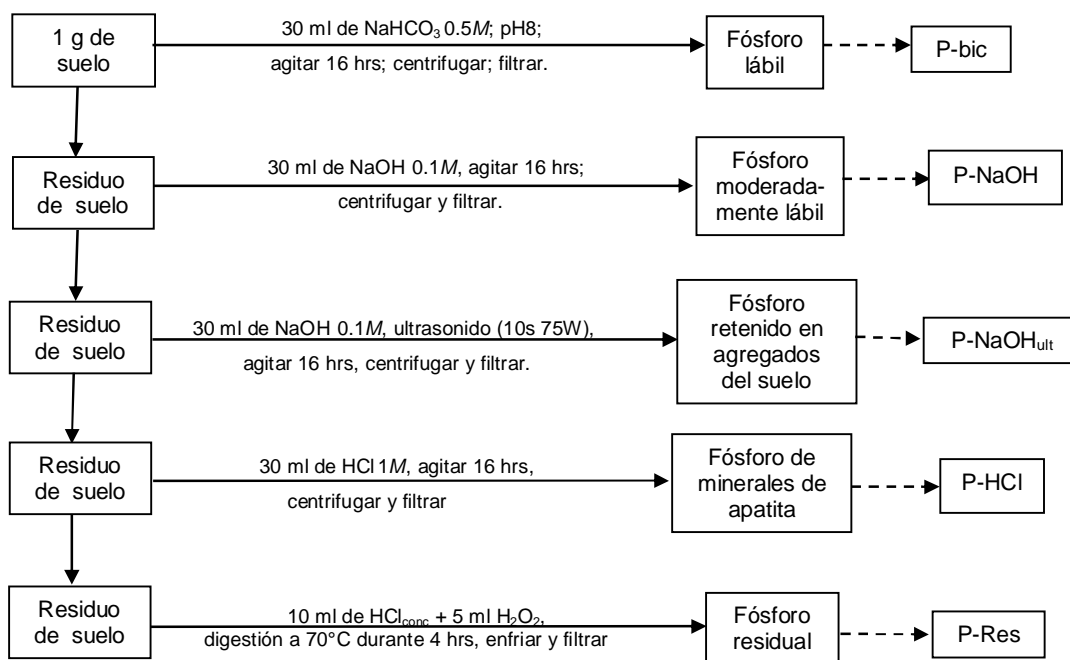 1 g de
suelo
30 ml de NaHCO₃ 0.5M; pH8;
agitar 16 hrs; centrifugar; filtrar.
Fósforo
lábil
P-bic
Residuo
de suelo
30 ml de NaOH 0.1M, agitar 16 hrs;
centrifugar y filtrar.
Fósforo
moderada-
mente lábil
P-NaOH
Residuo
de suelo
30 ml de NaOH 0.1M, ultrasonido (10s 75W),
agitar 16 hrs, centrifugar y filtrar.
Fósforo
retenido en
agregados
del suelo
P-NaOHult
Residuo
de suelo
30 ml de HCl 1M, agitar 16 hrs,
centrifugar y filtrar
Fósforo de
minerales de
apatita
P-HCl
Residuo
de suelo
10 ml de HClconc + 5 ml H₂O₂,
digestión a 70°C durante 4 hrs, enfriar y filtrar
Fósforo
residual
P-Res